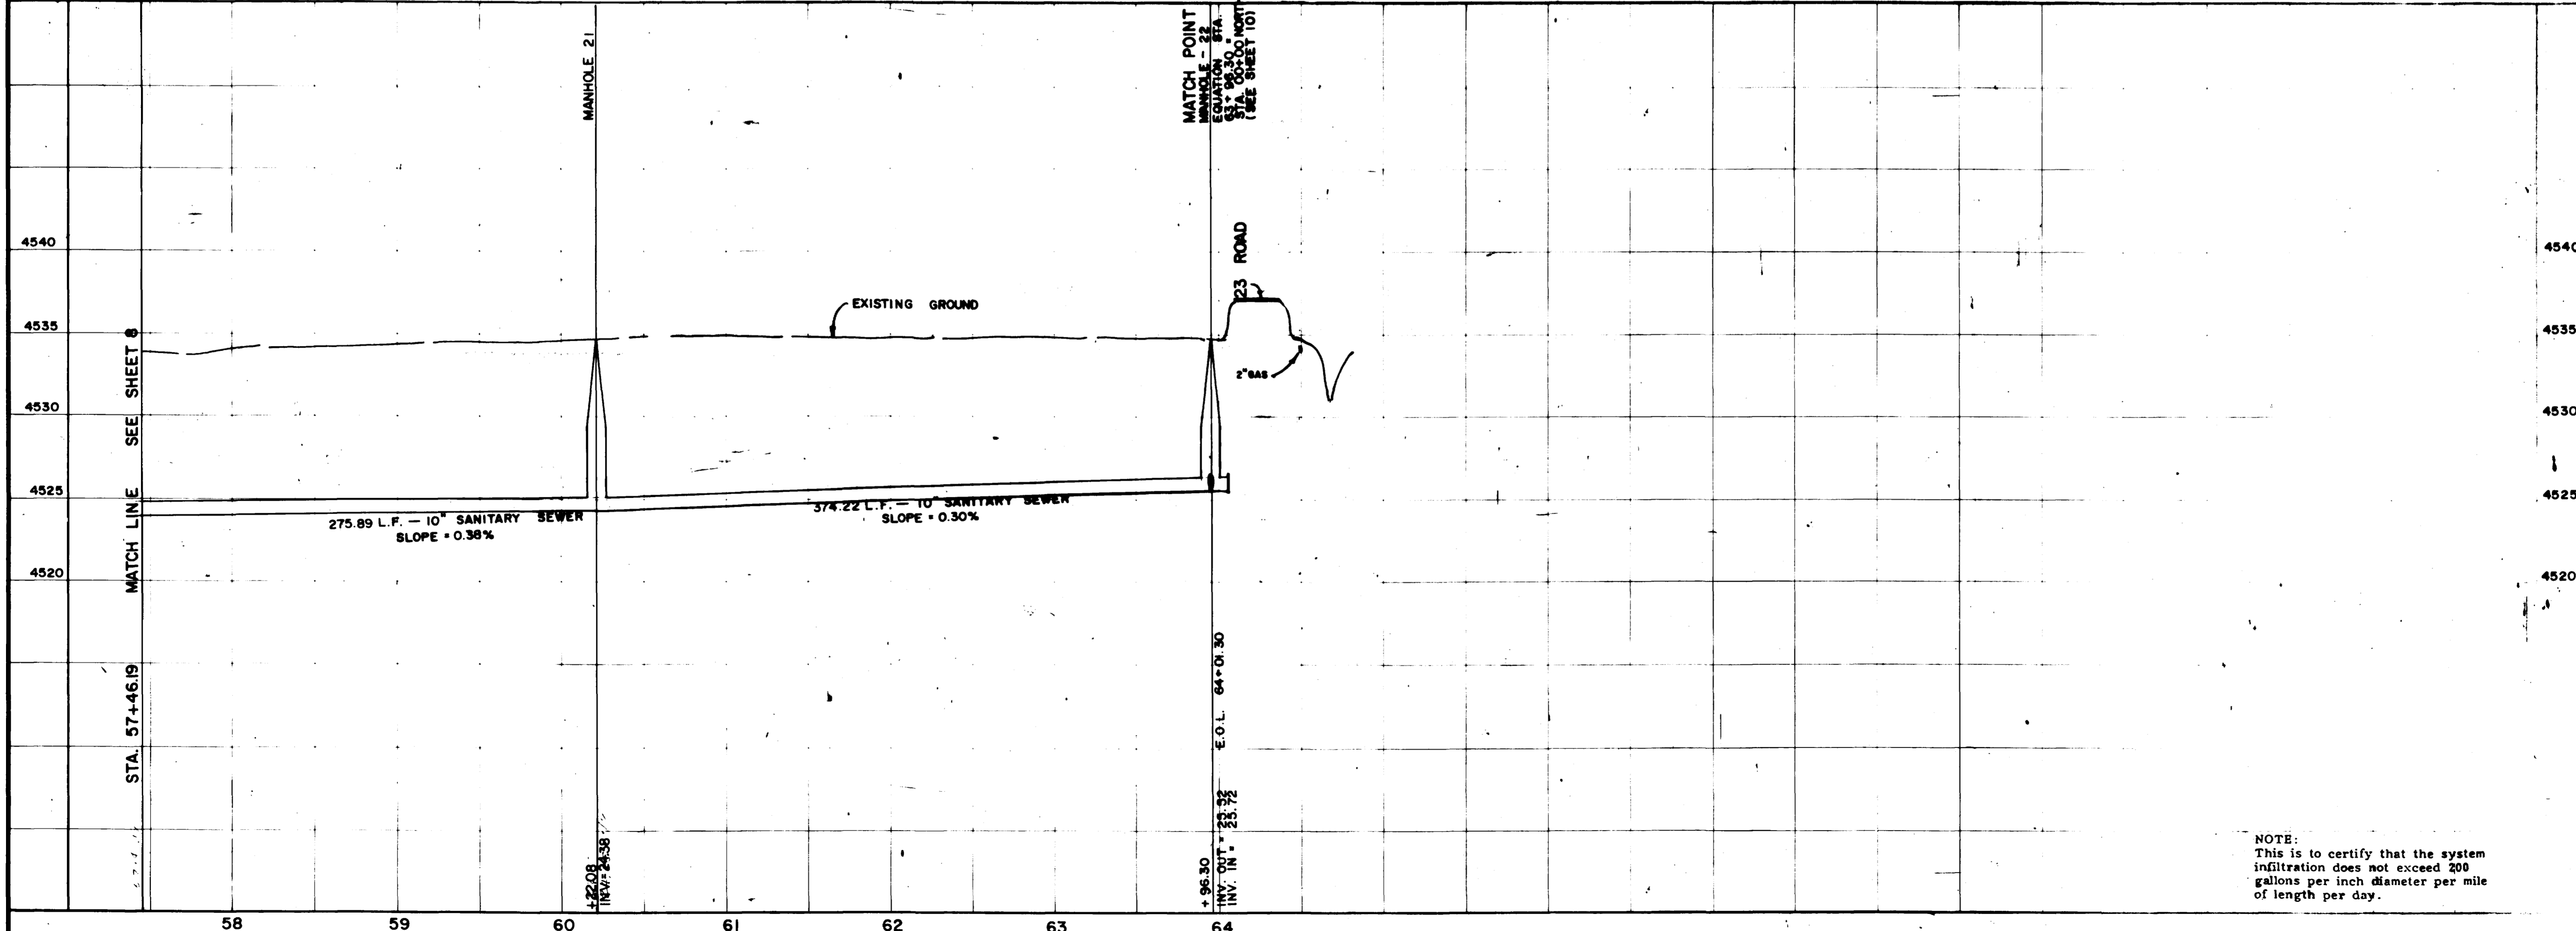 MANHOLE 21
MATCH POINT
MANHOLE - 22
EQUATION STA.
63 + 96.30 =
STA. 00+00 NORTH
(SEE SHEET 10)
4540
4535
4530
4525
4520
4540
4535
4530
4525
4520
STA. 57+46.19 MATCH LINE SEE SHEET 8
EXISTING GROUND
23 ROAD
2" GAS
275.89 L.F. — 10" SANITARY SEWER
SLOPE = 0.38%
374.22 L.F. — 10" SANITARY SEWER
SLOPE = 0.30%
+22.08
INV. = 24.38
+96.30
INV. OUT = 25.52
INV. IN = 25.72
E.O.L. 64+01.30
NOTE:
This is to certify that the system
infiltration does not exceed 200
gallons per inch diameter per mile
of length per day.
58 59 60 61 62 63 64